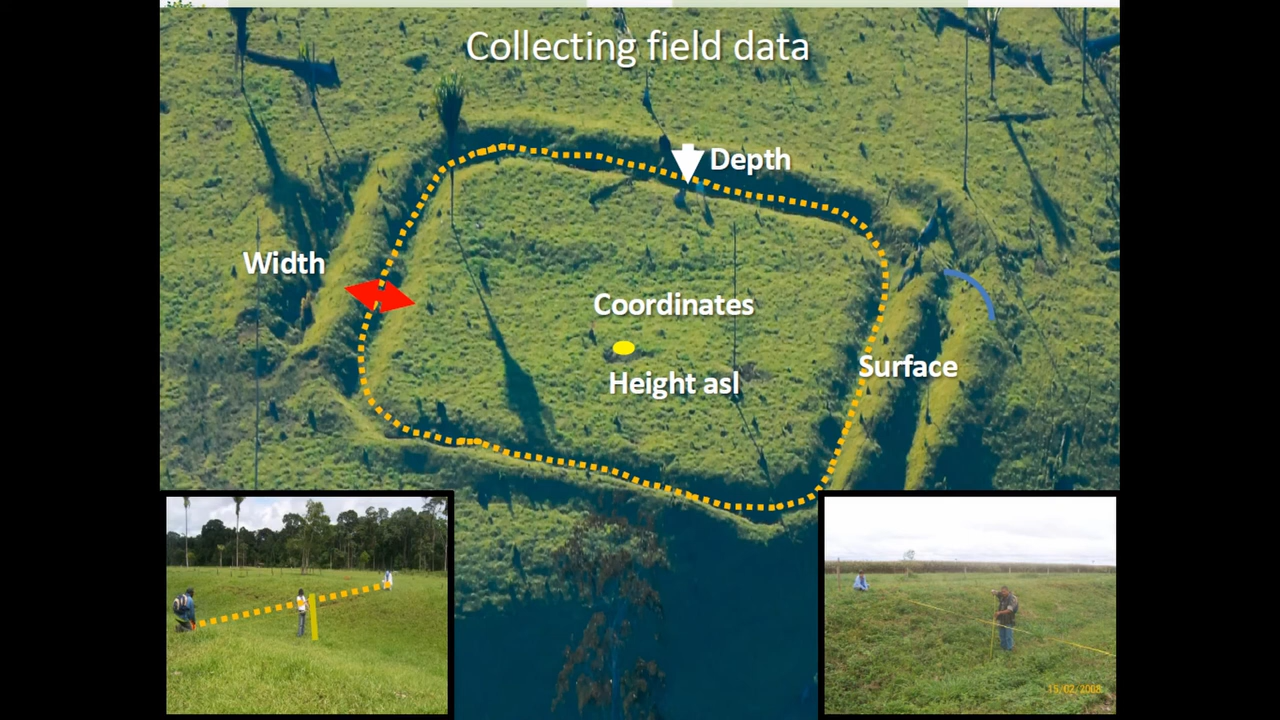 Collecting field data
Depth
Width
Coordinates
Height asl
Surface
15/02/2008